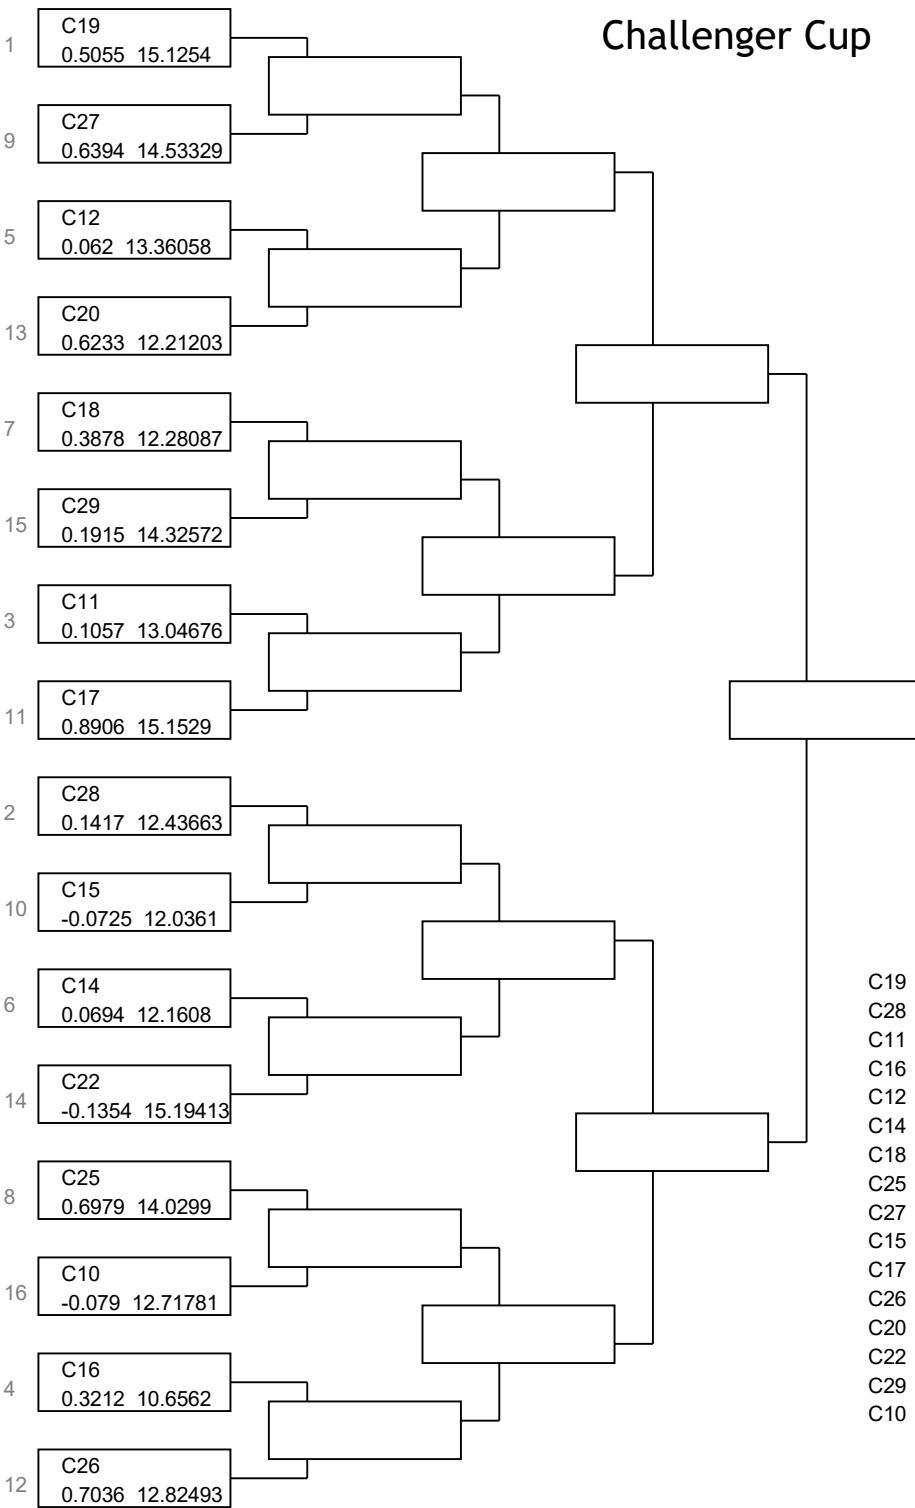 Challenger Cup
1
C19
0.5055 15.1254
9
C27
0.6394 14.53329
5
C12
0.062 13.36058
13
C20
0.6233 12.21203
7
C18
0.3878 12.28087
15
C29
0.1915 14.32572
3
C11
0.1057 13.04676
11
C17
0.8906 15.1529
2
C28
0.1417 12.43663
10
C15
-0.0725 12.0361
6
C14
0.0694 12.1608
14
C22
-0.1354 15.19413
8
C25
0.6979 14.0299
16
C10
-0.079 12.71781
4
C16
0.3212 10.6562
12
C26
0.7036 12.82493
C19
C28
C11
C16
C12
C14
C18
C25
C27
C15
C17
C26
C20
C22
C29
C10